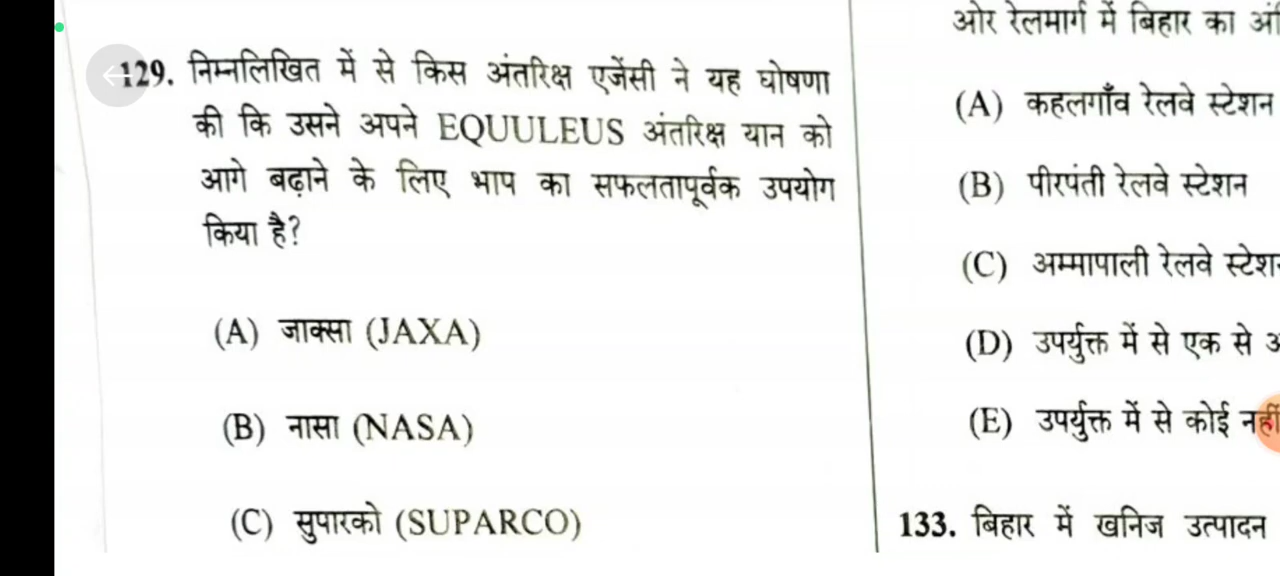 129. निम्नलिखित में से किस अंतरिक्ष एजेंसी ने यह घोषणा
की कि उसने अपने EQUULEUS अंतरिक्ष यान को
आगे बढ़ाने के लिए भाप का सफलतापूर्वक उपयोग
किया है?
(A) जाक्सा (JAXA)
(B) नासा (NASA)
(C) सुपारको (SUPARCO)
ओर रेलमार्ग में बिहार का
(A) कहलगाँव रेलवे स्टेशन
(B) पीरपंती रेलवे स्टेशन
(C) अम्मापाली रेलवे
(D) उपर्युक्त में से एक से
(E) उपर्युक्त में से कोई नहीं
133. बिहार में खनिज उत्पादन